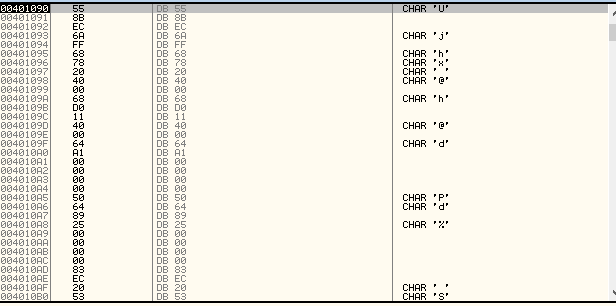 00401090 55 DB 55 CHAR 'U'
00401091 8B DB 8B
00401092 EC DB EC
00401093 6A DB 6A CHAR 'j'
00401094 FF DB FF
00401095 68 DB 68 CHAR 'h'
00401096 78 DB 78 CHAR 'x'
00401097 20 DB 20 CHAR ' '
00401098 40 DB 40 CHAR '@'
00401099 00 DB 00
0040109A 68 DB 68 CHAR 'h'
0040109B D0 DB D0
0040109C 11 DB 11
0040109D 40 DB 40 CHAR '@'
0040109E 00 DB 00
0040109F 64 DB 64 CHAR 'd'
004010A0 A1 DB A1
004010A1 00 DB 00
004010A2 00 DB 00
004010A3 00 DB 00
004010A4 00 DB 00
004010A5 50 DB 50 CHAR 'P'
004010A6 64 DB 64 CHAR 'd'
004010A7 89 DB 89
004010A8 25 DB 25 CHAR '%'
004010A9 00 DB 00
004010AA 00 DB 00
004010AB 00 DB 00
004010AC 00 DB 00
004010AD 83 DB 83
004010AE EC DB EC
004010AF 20 DB 20 CHAR ' '
004010B0 53 DB 53 CHAR 'S'